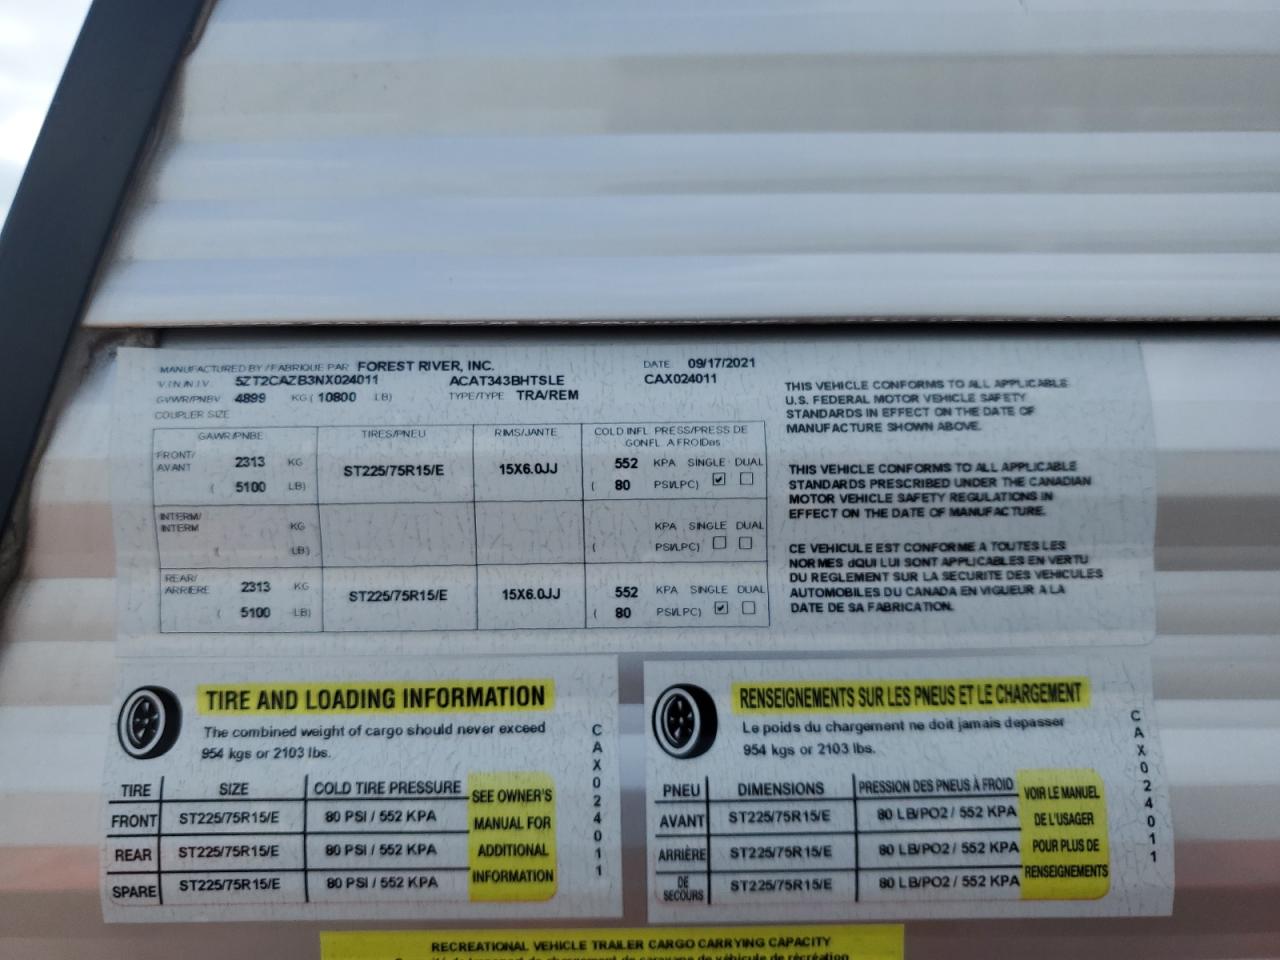 MANUFACTURED BY / FABRIQUE PAR FOREST RIVER, INC. DATE 09/17/2021
V.I.N./N.I.V. 5ZT2CAZB3NX024011 ACAT343BHTSLE CAX024011
GVWR/PNBV 4899 KG ( 10800 LB) TYPE/TYPE TRA/REM
COUPLER SIZE
GAWR/PNBE TIRES/PNEU RIMS/JANTE COLD INFL PRESS/PRESS DE
GONFL A FROIDas
FRONT/
AVANT 2313 KG ST225/75R15/E 15X6.0JJ 552 KPA SINGLE DUAL
( 5100 LB) ( 80 PSI/LPC)
INTERM/
INTERM KG KPA SINGLE DUAL
( LB) ( PSI/LPC)
REAR/
ARRIERE 2313 KG ST225/75R15/E 15X6.0JJ 552 KPA SINGLE DUAL
( 5100 LB) ( 80 PSI/LPC)
THIS VEHICLE CONFORMS TO ALL APPLICABLE
U.S. FEDERAL MOTOR VEHICLE SAFETY
STANDARDS IN EFFECT ON THE DATE OF
MANUFACTURE SHOWN ABOVE.
THIS VEHICLE CONFORMS TO ALL APPLICABLE
STANDARDS PRESCRIBED UNDER THE CANADIAN
MOTOR VEHICLE SAFETY REGULATIONS IN
EFFECT ON THE DATE OF MANUFACTURE.
CE VEHICULE EST CONFORME A TOUTES LES
NORMES dQUI LUI SONT APPLICABLES EN VERTU
DU REGLEMENT SUR LA SECURITE DES VEHICULES
AUTOMOBILES DU CANADA EN VIGUEUR A LA
DATE DE SA FABRICATION.
TIRE AND LOADING INFORMATION
The combined weight of cargo should never exceed
954 kgs or 2103 lbs.
TIRE SIZE COLD TIRE PRESSURE
FRONT ST225/75R15/E 80 PSI / 552 KPA
REAR ST225/75R15/E 80 PSI / 552 KPA
SPARE ST225/75R15/E 80 PSI / 552 KPA
SEE OWNER'S
MANUAL FOR
ADDITIONAL
INFORMATION
CAX024011
RENSEIGNEMENTS SUR LES PNEUS ET LE CHARGEMENT
Le poids du chargement ne doit jamais depasser
954 kgs or 2103 lbs.
PNEU DIMENSIONS PRESSION DES PNEUS À FROID
AVANT ST225/75R15/E 80 LB/PO2 / 552 KPA
ARRIÈRE ST225/75R15/E 80 LB/PO2 / 552 KPA
DE
SECOURS ST225/75R15/E 80 LB/PO2 / 552 KPA
VOIR LE MANUEL
DE L'USAGER
POUR PLUS DE
RENSEIGNEMENTS
CAX024011
RECREATIONAL VEHICLE TRAILER CARGO CARRYING CAPACITY